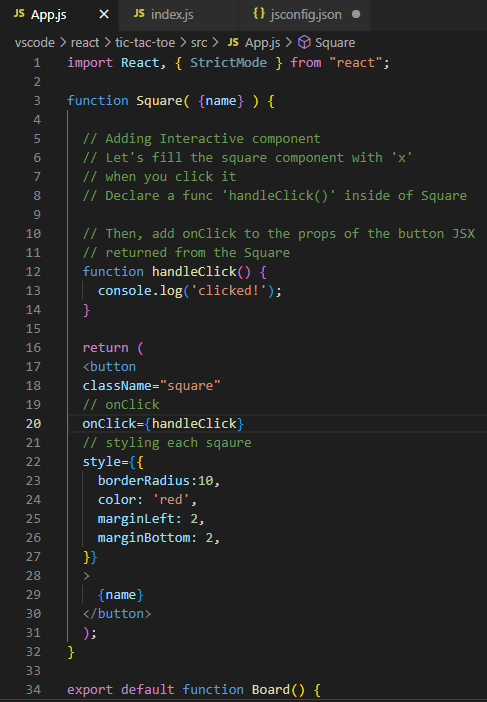 JS App.js × JS index.js {} jsconfig.json ●
vscode > react > tic-tac-toe > src > JS App.js > Square
1 import React, { StrictMode } from "react";
2
3 function Square( {name} ) {
4
5 // Adding Interactive component
6 // Let's fill the square component with 'x'
7 // when you click it
8 // Declare a func 'handleClick()' inside of Square
9
10 // Then, add onClick to the props of the button JSX
11 // returned from the Square
12 function handleClick() {
13 console.log('clicked!');
14 }
15
16 return (
17 <button
18 className="square"
19 // onClick
20 onClick={handleClick}
21 // styling each sqaure
22 style={{
23 borderRadius:10,
24 color: 'red',
25 marginLeft: 2,
26 marginBottom: 2,
27 }}
28 >
29 {name}
30 </button>
31 );
32 }
33
34 export default function Board() {